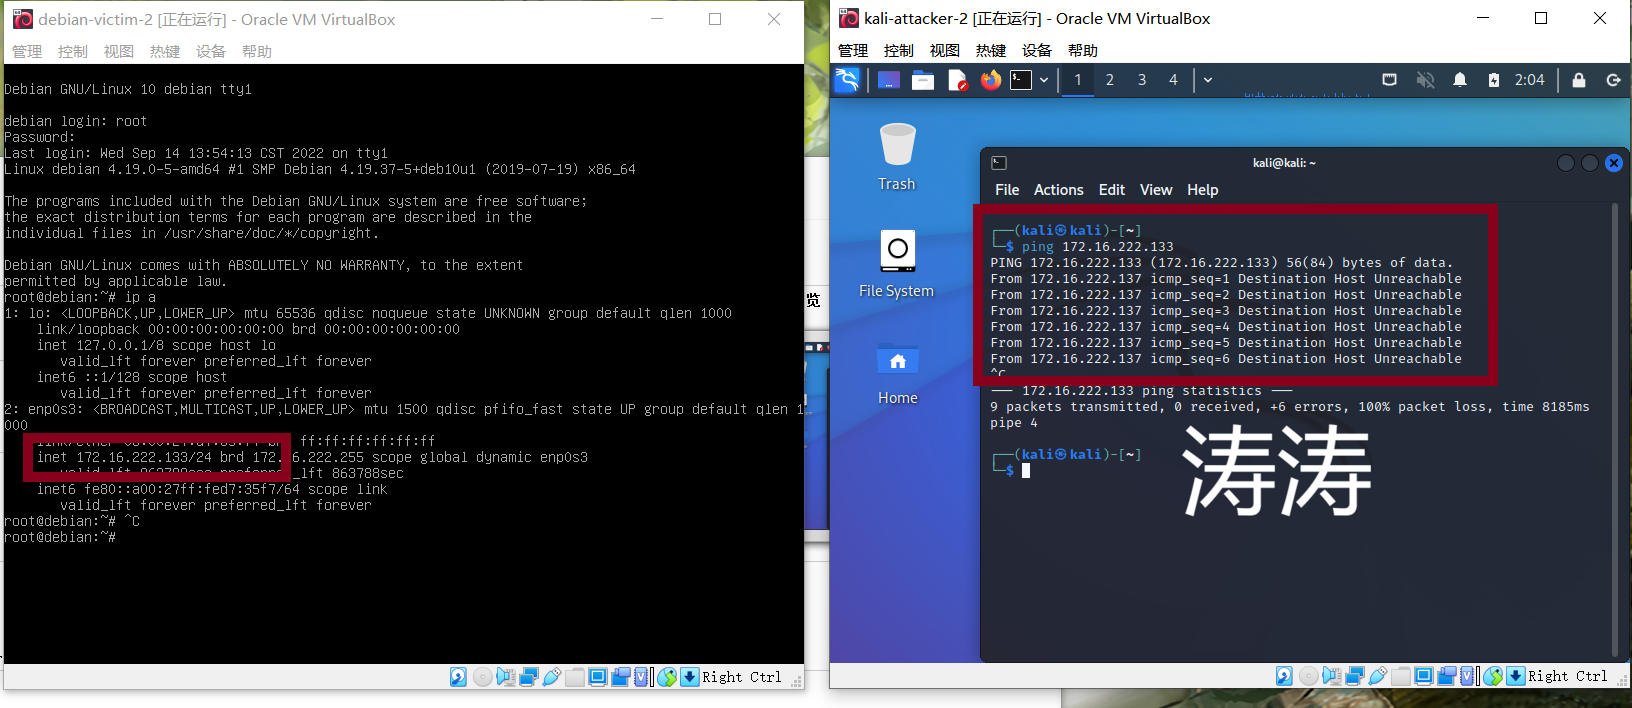 debian-victim-2 [正在运行] - Oracle VM VirtualBox
管理 控制 视图 热键 设备 帮助
Debian GNU/Linux 10 debian tty1
debian login: root
Password:
Last login: Wed Sep 14 13:54:13 CST 2022 on tty1
Linux debian 4.19.0-5-amd64 #1 SMP Debian 4.19.37-5+deb10u1 (2019-07-19) x86_64
The programs included with the Debian GNU/Linux system are free software;
the exact distribution terms for each program are described in the
individual files in /usr/share/doc/*/copyright.
Debian GNU/Linux comes with ABSOLUTELY NO WARRANTY, to the extent
permitted by applicable law.
root@debian:~# ip a
1: lo: <LOOPBACK,UP,LOWER_UP> mtu 65536 qdisc noqueue state UNKNOWN group default qlen 1000
link/loopback 00:00:00:00:00:00 brd 00:00:00:00:00:00
inet 127.0.0.1/8 scope host lo
valid_lft forever preferred_lft forever
inet6 ::1/128 scope host
valid_lft forever preferred_lft forever
2: enp0s3: <BROADCAST,MULTICAST,UP,LOWER_UP> mtu 1500 qdisc pfifo_fast state UP group default qlen 1
000
ff:ff:ff:ff:ff:ff
inet 172.16.222.133/24 brd 172.16.222.255 scope global dynamic enp0s3
valid_lft 863788sec preferred_lft 863788sec
inet6 fe80::a00:27ff:fed7:35f7/64 scope link
valid_lft forever preferred_lft forever
root@debian:~# ^C
root@debian:~#
Right Ctrl
览
kali-attacker-2 [正在运行] - Oracle VM VirtualBox
管理 控制 视图 热键 设备 帮助
1 2 3 4 2:04
Trash
File System
Home
kali@kali: ~
File Actions Edit View Help
┌──(kali㉿kali)-[~]
└─$ ping 172.16.222.133
PING 172.16.222.133 (172.16.222.133) 56(84) bytes of data.
From 172.16.222.137 icmp_seq=1 Destination Host Unreachable
From 172.16.222.137 icmp_seq=2 Destination Host Unreachable
From 172.16.222.137 icmp_seq=3 Destination Host Unreachable
From 172.16.222.137 icmp_seq=4 Destination Host Unreachable
From 172.16.222.137 icmp_seq=5 Destination Host Unreachable
From 172.16.222.137 icmp_seq=6 Destination Host Unreachable
^C
--- 172.16.222.133 ping statistics ---
9 packets transmitted, 0 received, +6 errors, 100% packet loss, time 8185ms
pipe 4
┌──(kali㉿kali)-[~]
└─$
涛涛
Right Ctrl